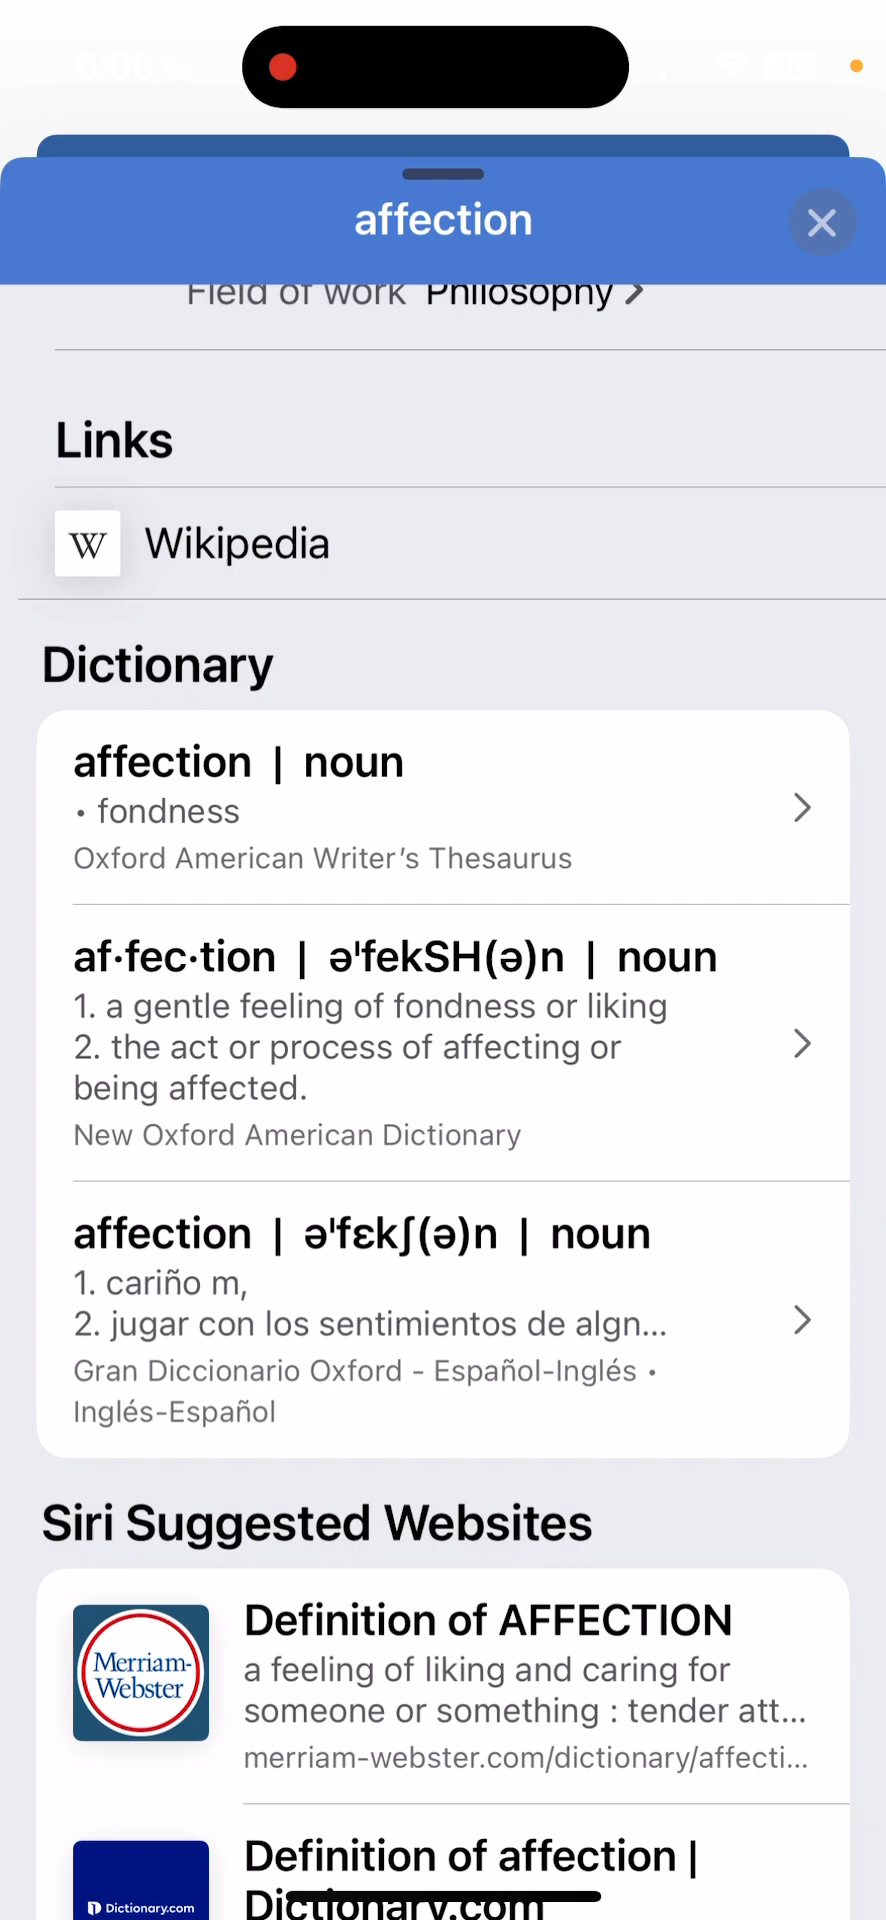 affection
Field of work Philosophy
Links
W Wikipedia
Dictionary
affection | noun
• fondness
Oxford American Writer's Thesaurus
af·fec·tion | əˈfekSH(ə)n | noun
1. a gentle feeling of fondness or liking
2. the act or process of affecting or
being affected.
New Oxford American Dictionary
affection | əˈfɛkʃ(ə)n | noun
1. cariño m,
2. jugar con los sentimientos de algn...
Gran Diccionario Oxford - Español-Inglés •
Inglés-Español
Siri Suggested Websites
Merriam-
Webster
Definition of AFFECTION
a feeling of liking and caring for
someone or something : tender att...
merriam-webster.com/dictionary/affecti...
Dictionary.com
Definition of affection |
Dictionary.com